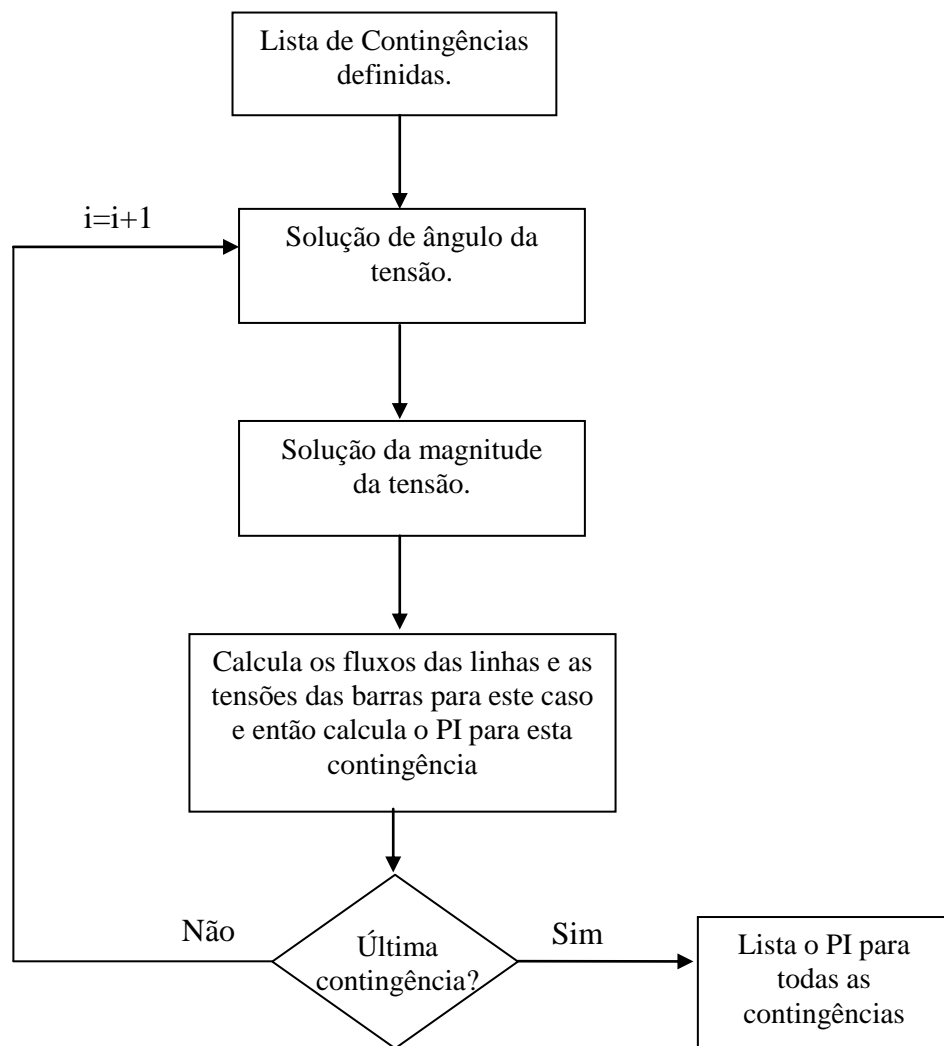 Lista de Contingências
definidas.
i=i+1
Solução de ângulo da
tensão.
Solução da magnitude
da tensão.
Calcula os fluxos das linhas e as
tensões das barras para este caso
e então calcula o PI para esta
contingência
Não
Última
contingência?
Sim
Lista o PI para
todas as
contingências